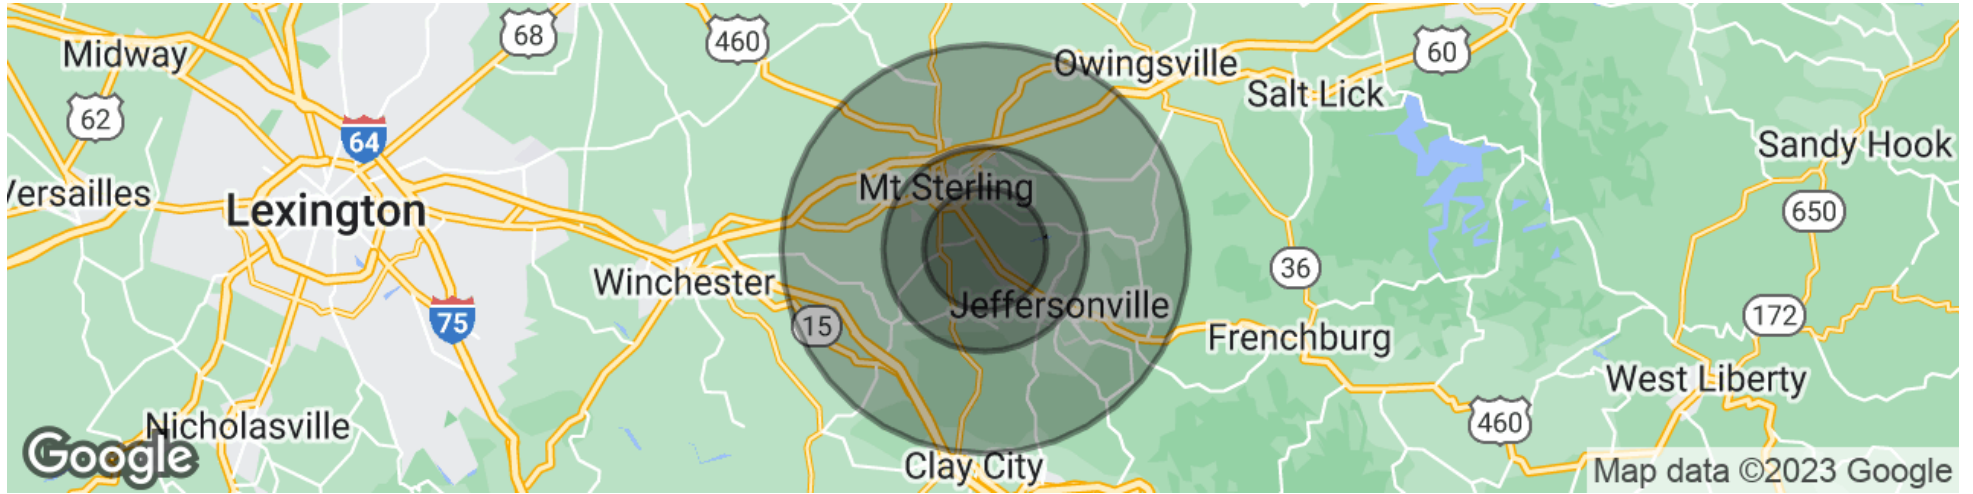 68
460
60
Midway
Owingsville
Salt Lick
62
64
Sandy Hook
Versailles
Mt Sterling
Lexington
650
36
Winchester
Jeffersonville
75
15
172
Frenchburg
West Liberty
Nicholasville
460
Google
Clay City
Map data ©2023 Google